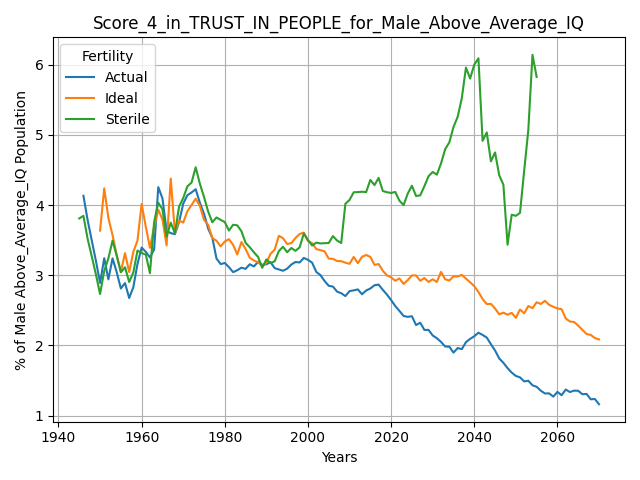 Score_4_in_TRUST_IN_PEOPLE_for_Male_Above_Average_IQ
% of Male Above_Average_IQ Population
Fertility
Actual
Ideal
Sterile
6
5
4
3
2
1
1940
1960
1980
2000
2020
2040
2060
Years